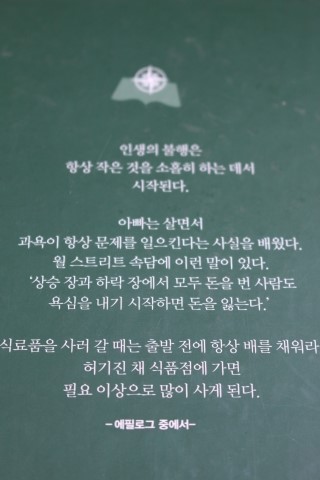 인생의 불행은
항상 작은 것을 소홀히 하는 데서
시작된다.
아빠는 살면서
과욕이 항상 문제를 일으킨다는 사실을 배웠다.
월 스트리트 속담에 이런 말이 있다.
'상승 장과 하락 장에서 모두 돈을 번 사람도
욕심을 내기 시작하면 돈을 잃는다.'
식료품을 사러 갈 때는 출발 전에 항상 배를 채워라
허기진 채 식품점에 가면
필요 이상으로 많이 사게 된다.
-에필로그 중에서-